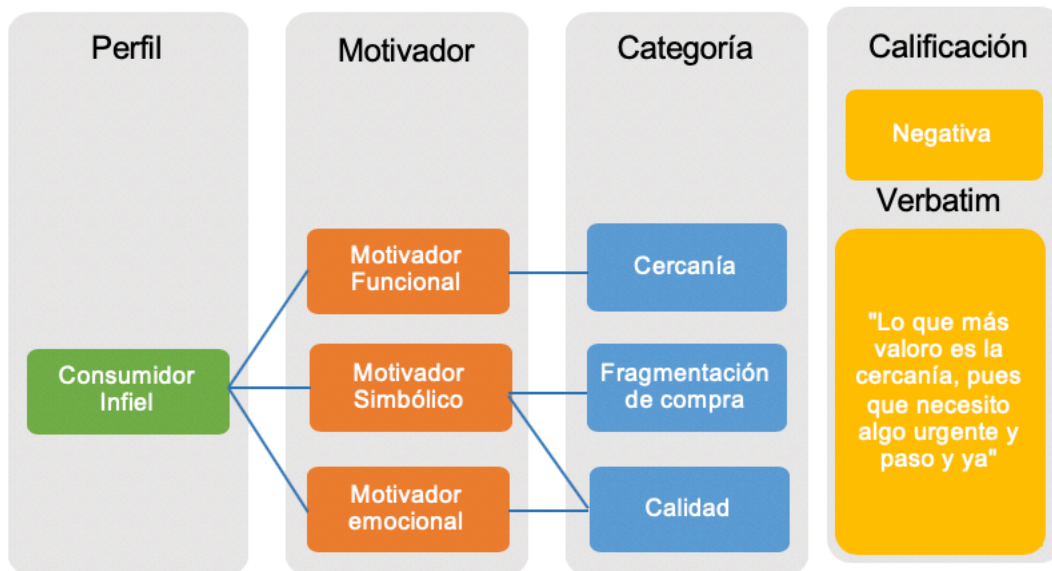 Perfil
Motivador
Categoría
Calificación
Negativa
Verbatim
Motivador
Funcional
Cercanía
Consumidor
Infiel
Motivador
Simbólico
Fragmentación
de compra
Motivador
emocional
Calidad
"Lo que más
valoro es la
cercanía, pues
que necesito
algo urgente y
paso y ya"